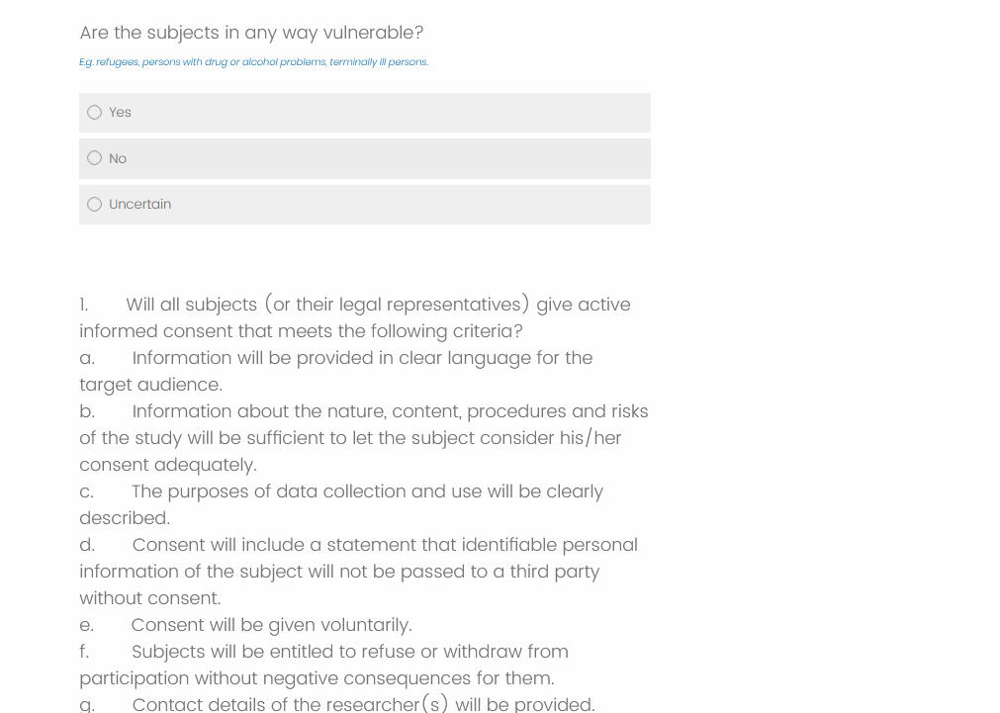 Are the subjects in any way vulnerable?
E.g. refugees, persons with drug or alcohol problems, terminally ill persons.
Yes
No
Uncertain
1. Will all subjects (or their legal representatives) give active
informed consent that meets the following criteria?
a. Information will be provided in clear language for the
target audience.
b. Information about the nature, content, procedures and risks
of the study will be sufficient to let the subject consider his/her
consent adequately.
c. The purposes of data collection and use will be clearly
described.
d. Consent will include a statement that identifiable personal
information of the subject will not be passed to a third party
without consent.
e. Consent will be given voluntarily.
f. Subjects will be entitled to refuse or withdraw from
participation without negative consequences for them.
g. Contact details of the researcher(s) will be provided.